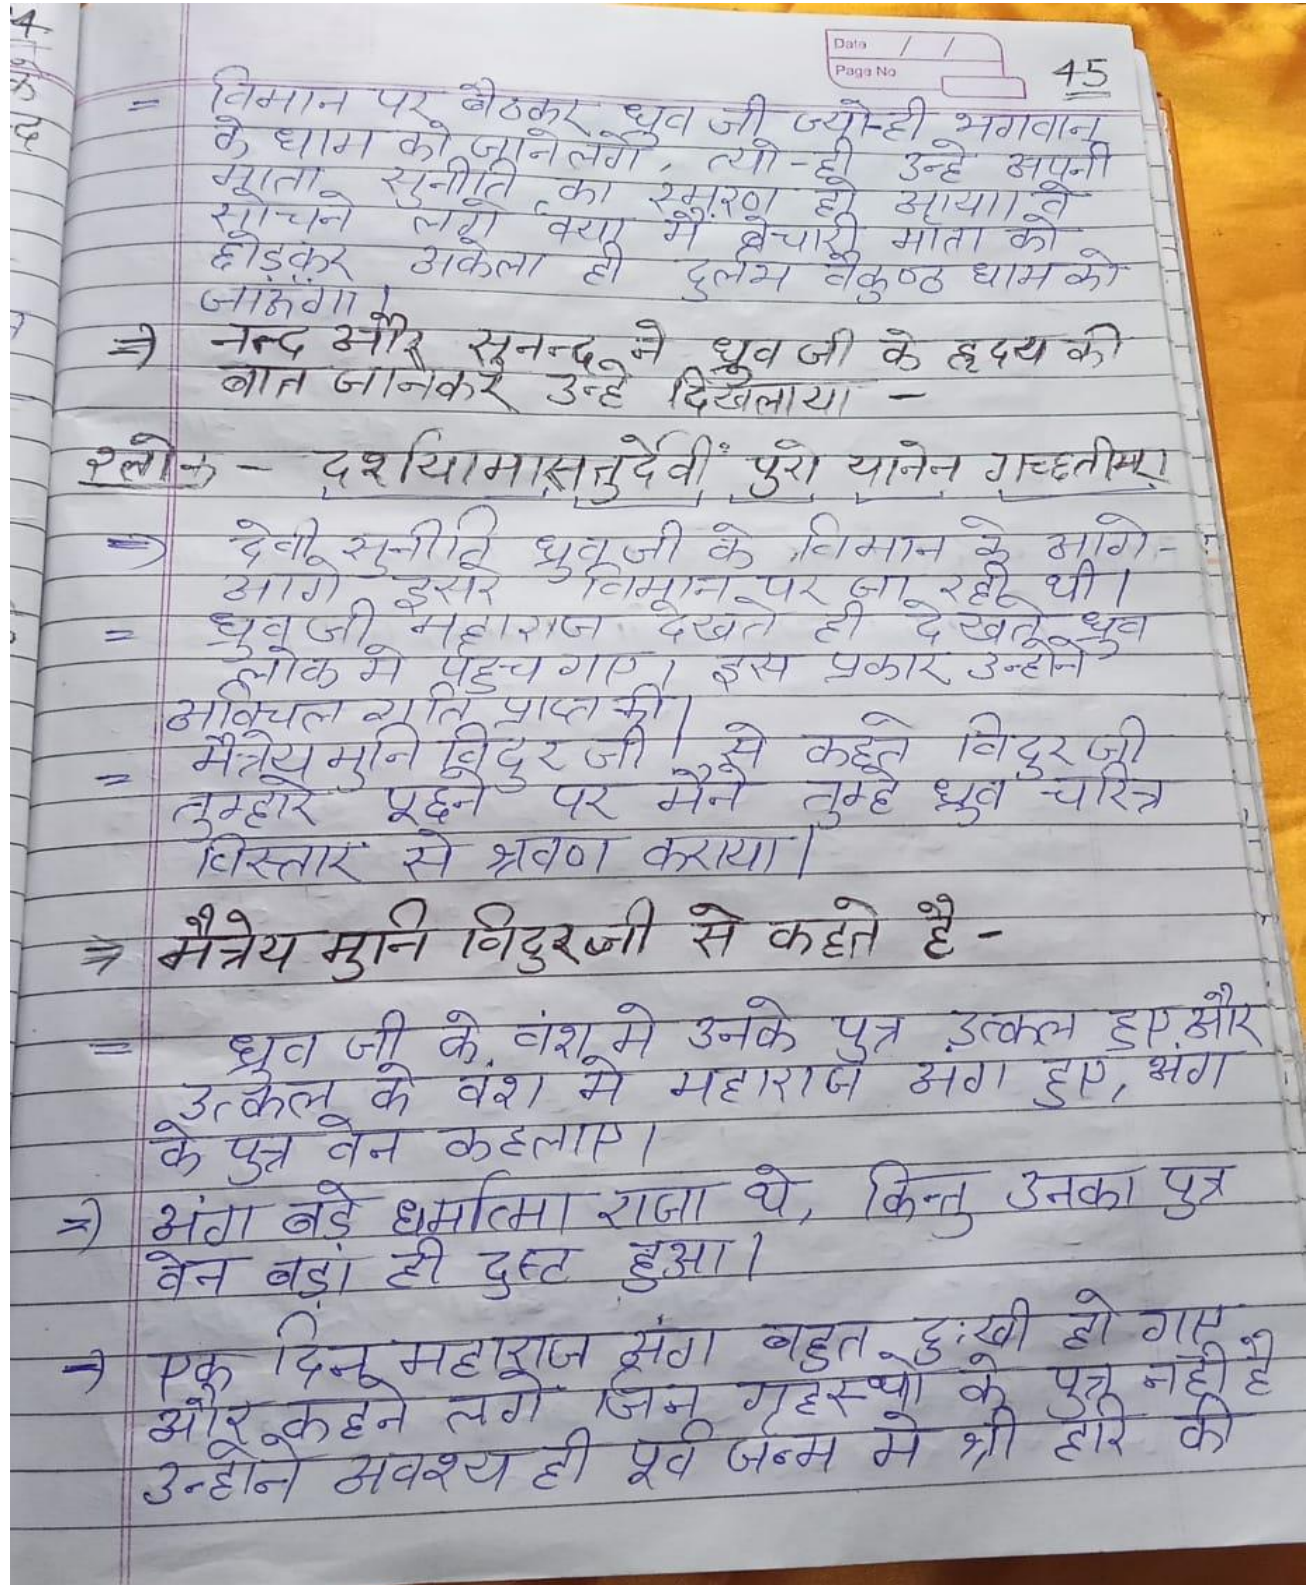 Date / /
Page No
45
= विमान पर बैठकर ध्रुव जी ज्यो-ही भगवान
के धाम को जाने लगे, त्यो-ही उन्हे अपनी
माता सुनीति का स्मरण हो आया। वे
सोचने लगे क्या मै बेचारी माता को
छोड़कर अकेला ही दुर्लभ वैकुण्ठ धाम को
जाऊंगा।
⇒ नन्द और सुनन्द ने ध्रुव जी के हृदय की
बात जानकर उन्हे दिखलाया -
श्लोक - दर्शयामासतुर्देवीं पुरो यानेन गच्छतीम्।
⇒ देवी सुनीति ध्रुव जी के विमान के आगे-
आगे दूसरे विमान पर जा रही थी।
= ध्रुव जी महाराज देखते ही देखते ध्रुव
लोक मे पहुच गए। इस प्रकार उन्होने
अविचल गति प्राप्त की।
= मैत्रेय मुनि विदुर जी से कहते विदुर जी
तुम्हारे पूछने पर मैने तुम्हे ध्रुव चरित्र
विस्तार से श्रवण कराया।
⇒ मैत्रेय मुनि विदुरजी से कहते है -
= ध्रुव जी के वंश मे उनके पुत्र उत्कल हुए और
उत्कल के वंश मे महाराज अंग हुए, अंग
के पुत्र वेन कहलाए।
⇒ अंग बड़े धर्मात्मा राजा थे, किन्तु उनका पुत्र
वेन बड़ा ही दुस्ट हुआ।
→ एक दिन महाराज अंग बहुत दुःखी हो गए
और कहने लगे जिन गृहस्थो के पुत्र नही है
उन्होने अवश्य ही पूर्व जन्म मे श्री हरि की